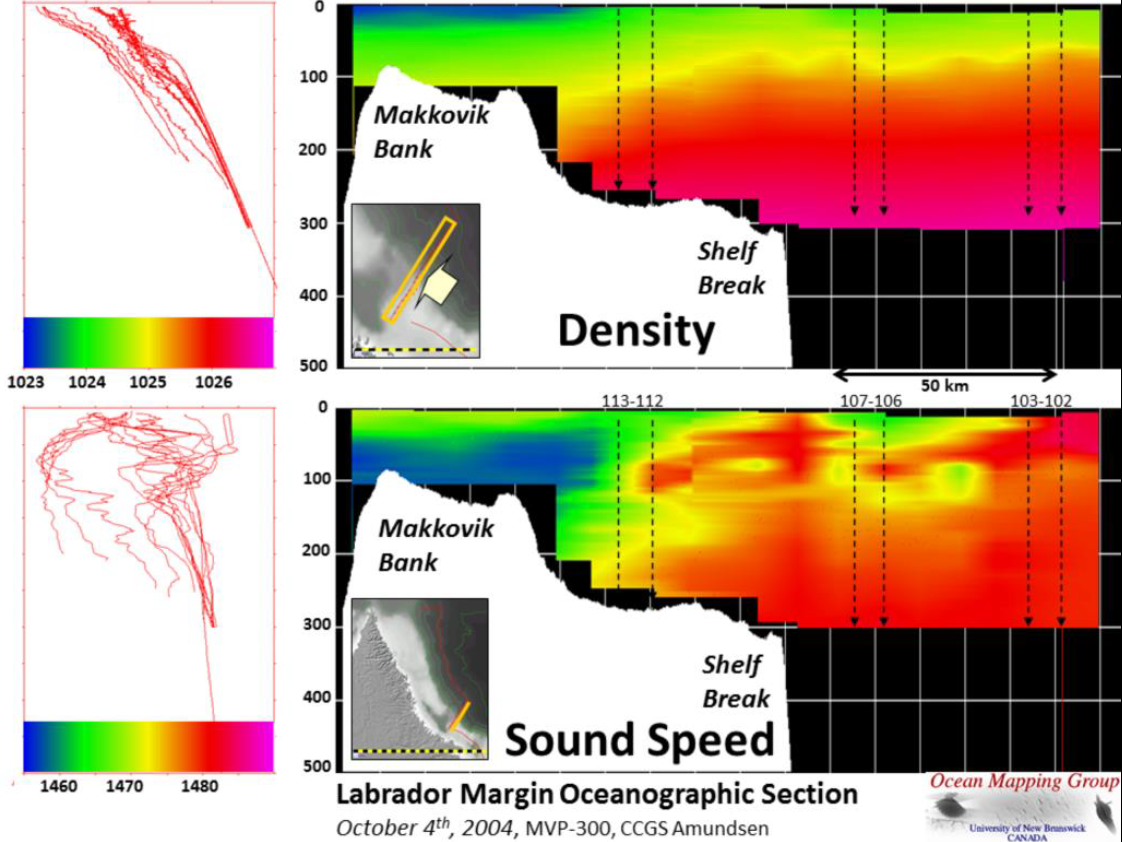 0
100
200
300
400
500
Makkovik
Bank
Shelf
Break
Density
1023 1024 1025 1026
50 km
113-112 107-106 103-102
0
100
200
300
400
500
Makkovik
Bank
Shelf
Break
Sound Speed
1460 1470 1480
Labrador Margin Oceanographic Section
October 4th, 2004, MVP-300, CCGS Amundsen
Ocean Mapping Group
University of New Brunswick
CANADA